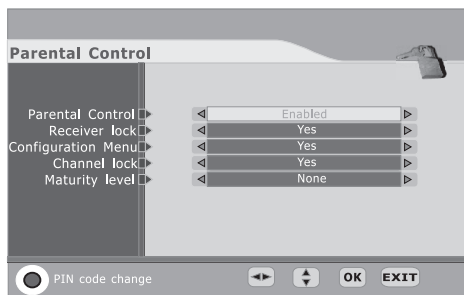 Parental Control
Parental Control Enabled
Receiver lock Yes
Configuration Menu Yes
Channel lock Yes
Maturity level None
PIN code change OK EXIT